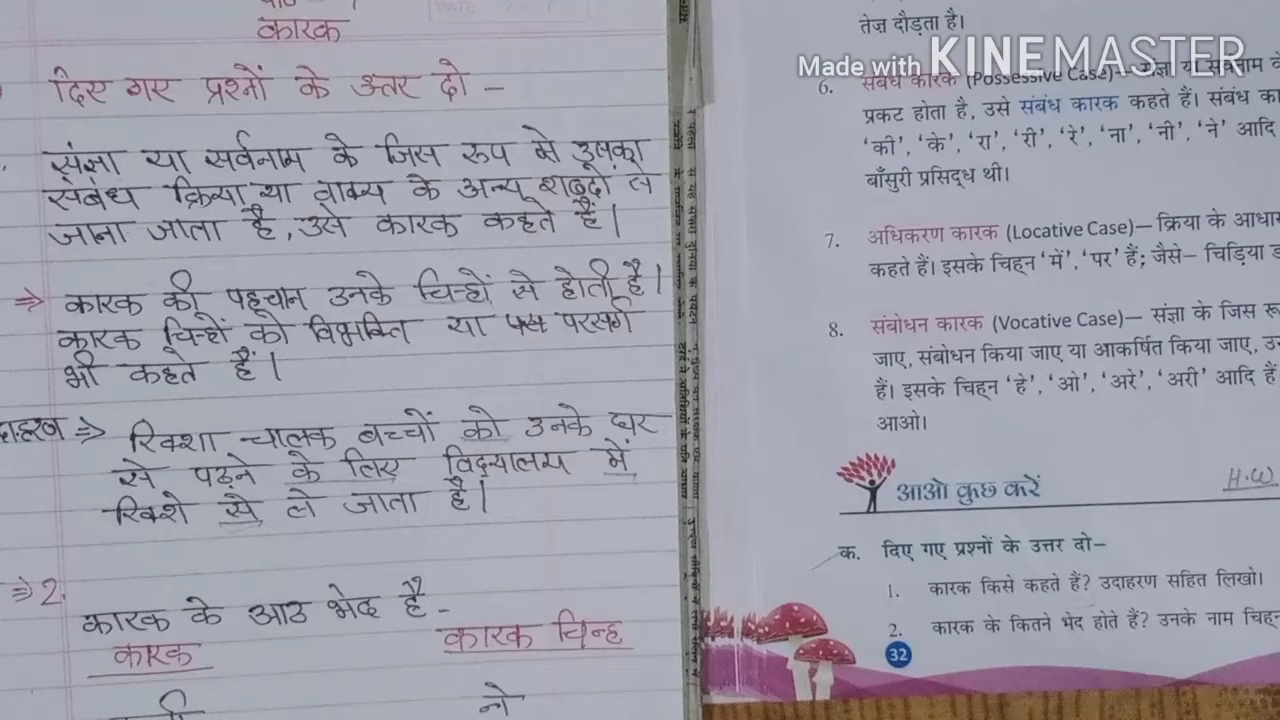 कारक
दिए गए प्रश्नों के उत्तर दो -
संज्ञा या सर्वनाम के जिस रूप से उसका
संबंध क्रिया या वाक्य के अन्य शब्दों से
जाना जाता है, उसे कारक कहते हैं।
⇒ कारक की पहचान उनके चिन्हों से होती है।
कारक चिन्हों को विभक्ति या परसर्ग
भी कहते हैं।
⇒ रिक्शा चालक बच्चों को उनके घर
से पढ़ने के लिए विद्यालय में
रिक्शे से ले जाता है।
⇒ 2.
कारक के आठ भेद है -
कारक कारक चिन्ह
ने
तेज़ दौड़ता है।
Made with KINEMASTER
6. संबंध कारक (Possessive Case)— संज्ञा या सर्वनाम के
प्रकट होता है, उसे संबंध कारक कहते हैं। संबंध का
'की', 'के', 'रा', 'री', 'रे', 'ना', 'नी', 'ने' आदि
बाँसुरी प्रसिद्ध थी।
7. अधिकरण कारक (Locative Case)— क्रिया के आधार
कहते हैं। इसके चिह्न 'में', 'पर' हैं; जैसे— चिड़िया
8. संबोधन कारक (Vocative Case)— संज्ञा के जिस
जाए, संबोधन किया जाए या आकर्षित किया जाए,
हैं। इसके चिह्न 'हे', 'ओ', 'अरे', 'अरी' आदि हैं
आओ।
आओ कुछ करें H.W
क. दिए गए प्रश्नों के उत्तर दो—
1. कारक किसे कहते हैं? उदाहरण सहित लिखो।
2. कारक के कितने भेद होते हैं? उनके नाम चिह्न
32